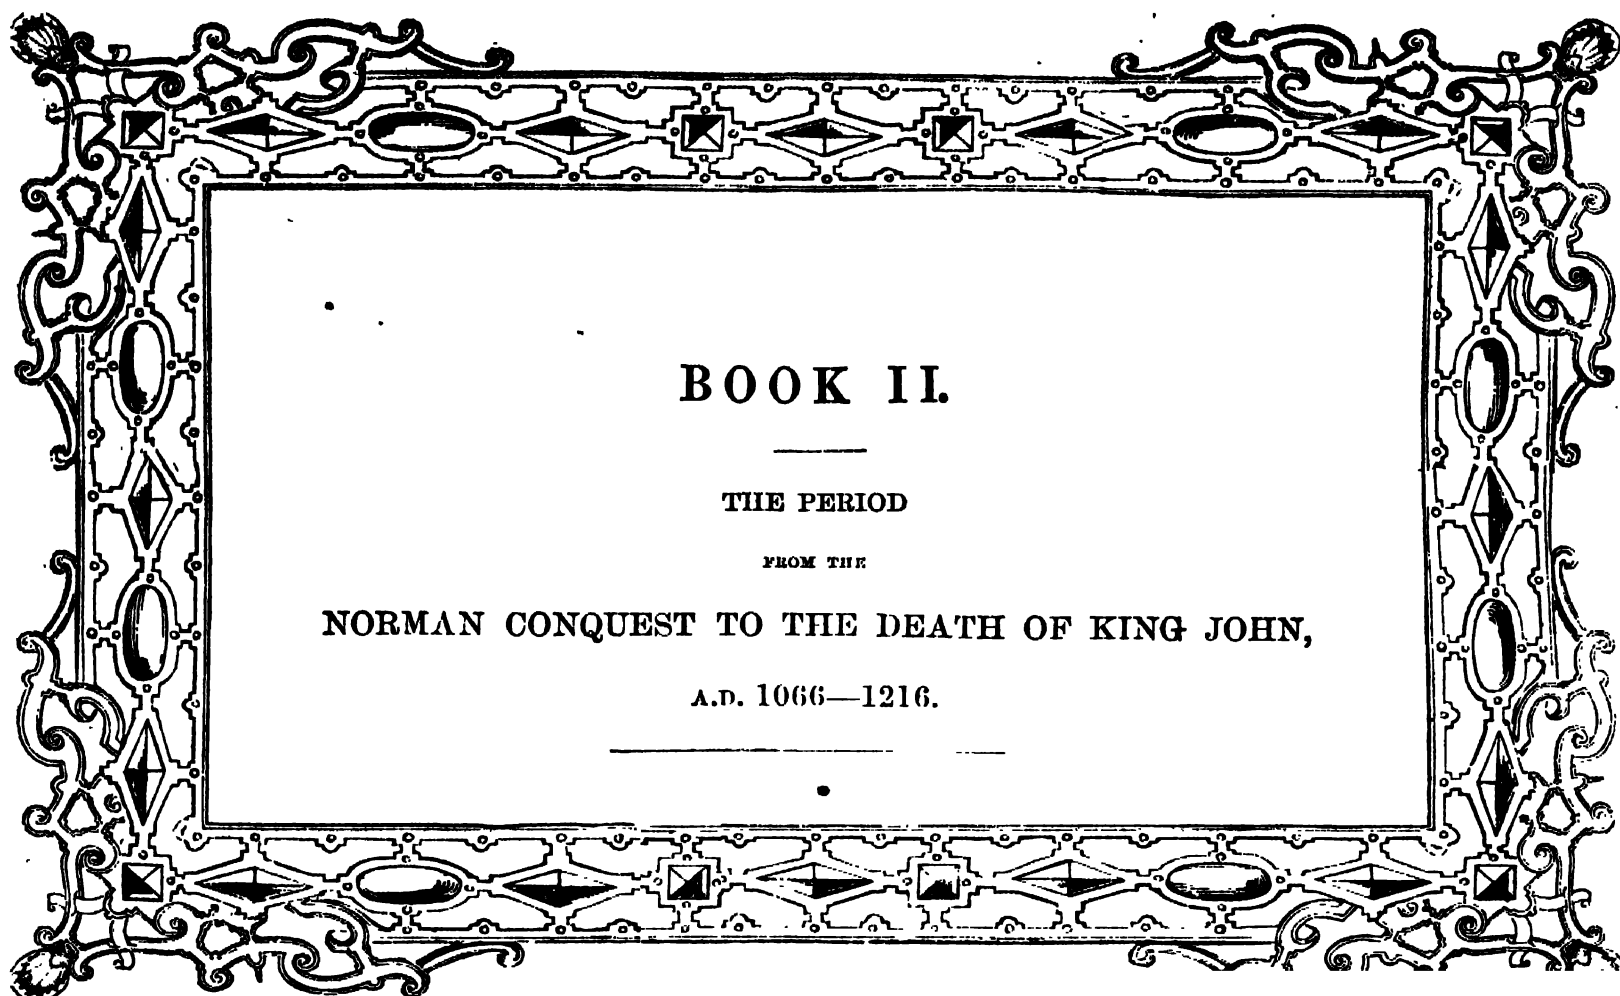 BOOK II.
THE PERIOD
FROM THE
NORMAN CONQUEST TO THE DEATH OF KING JOHN,
A.D. 1066—1216.